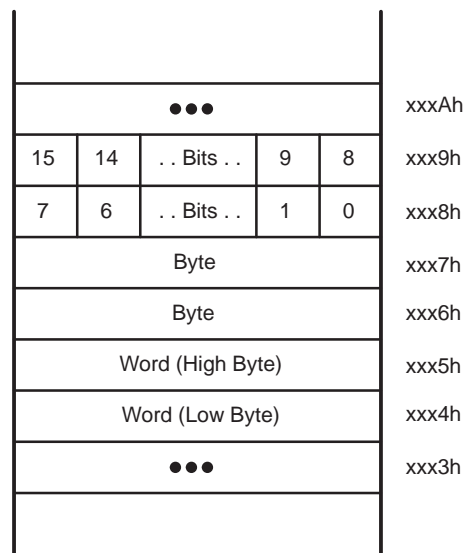 ●●● xxxAh
15 14 . . Bits . . 9 8 xxx9h
7 6 . . Bits . . 1 0 xxx8h
Byte xxx7h
Byte xxx6h
Word (High Byte) xxx5h
Word (Low Byte) xxx4h
●●● xxx3h